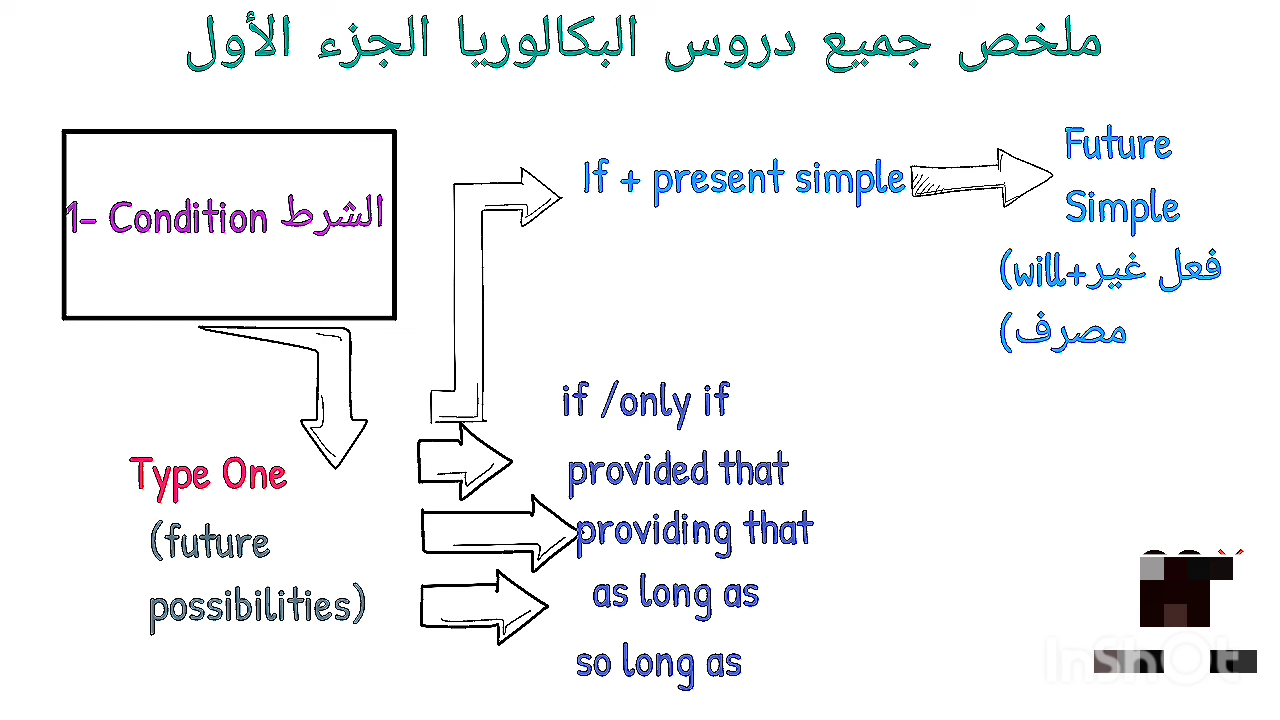 ملخص جميع دروس البكالوريا الجزء الأول
1- Condition الشرط
If + present simple
Future
Simple
(will+فعل غير
مصرف)
Type One
(future
possibilities)
if /only if
provided that
providing that
as long as
so long as
InShOt